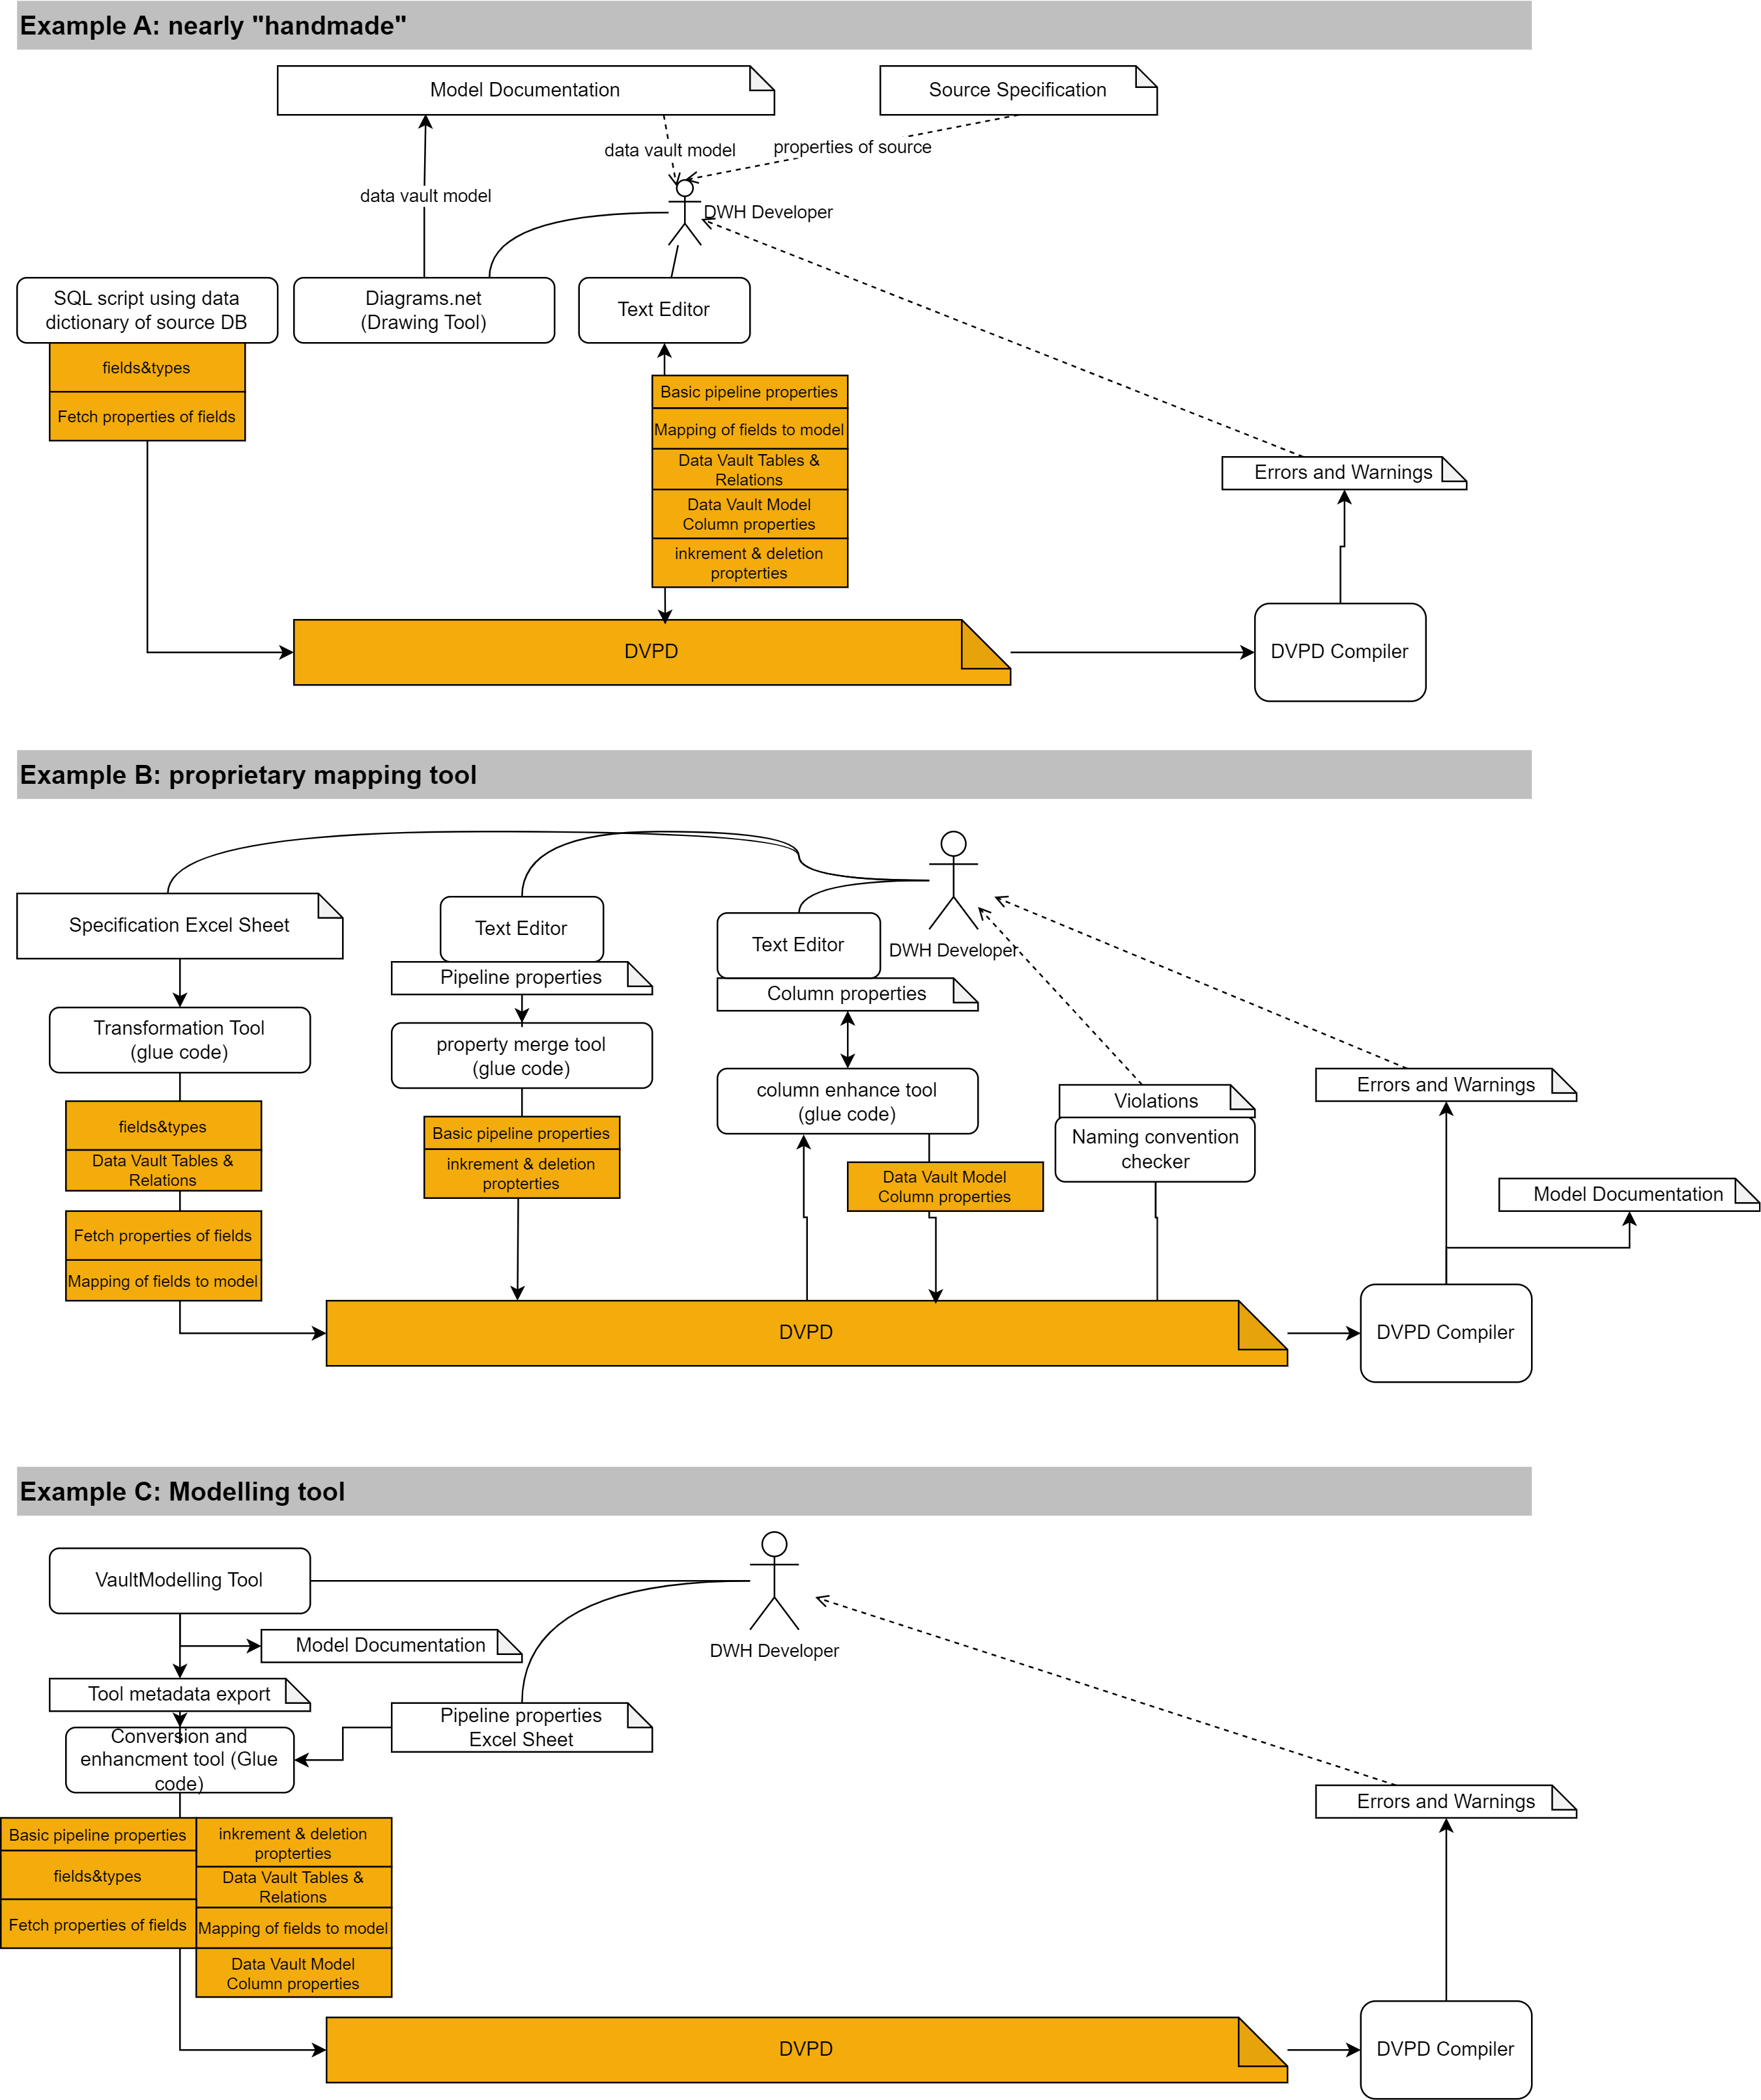 Example A: nearly "handmade"
Model Documentation
Source Specification
data vault model
properties of source
data vault model
DWH Developer
SQL script using data
dictionary of source DB
Diagrams.net
(Drawing Tool)
Text Editor
fields&types
Fetch properties of fields
Basic pipeline properties
Mapping of fields to model
Data Vault Tables &
Relations
Data Vault Model
Column properties
inkrement & deletion
propterties
Errors and Warnings
DVPD
DVPD Compiler
Example B: proprietary mapping tool
Specification Excel Sheet
Text Editor
Text Editor
DWH Developer
Pipeline properties
Column properties
Transformation Tool
(glue code)
property merge tool
(glue code)
column enhance tool
(glue code)
Violations
Naming convention
checker
Errors and Warnings
fields&types
Data Vault Tables &
Relations
Basic pipeline properties
inkrement & deletion
propterties
Data Vault Model
Column properties
Model Documentation
Fetch properties of fields
Mapping of fields to model
DVPD
DVPD Compiler
Example C: Modelling tool
VaultModelling Tool
Model Documentation
DWH Developer
Tool metadata export
Pipeline properties
Excel Sheet
Conversion and
enhancment tool (Glue
code)
Errors and Warnings
Basic pipeline properties
fields&types
Fetch properties of fields
inkrement & deletion
propterties
Data Vault Tables &
Relations
Mapping of fields to model
Data Vault Model
Column properties
DVPD
DVPD Compiler